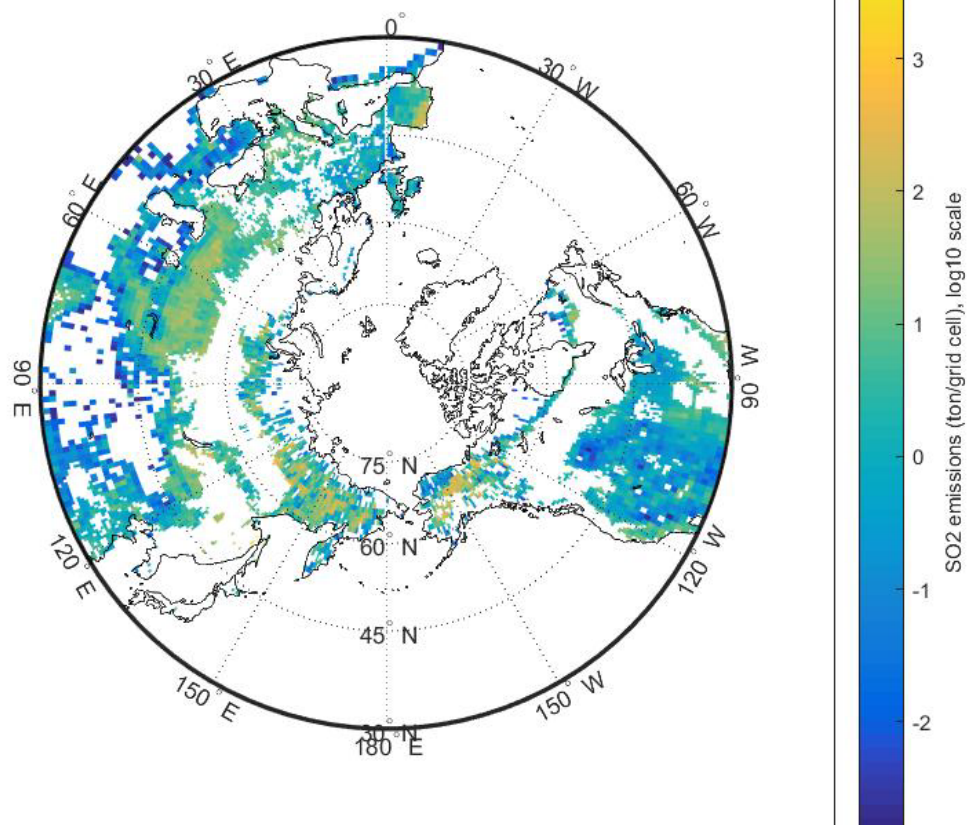 0°
30° E
30° W
60° E
60° W
90° E
90° W
75° N
60° N
45° N
30° N
120° E
120° W
150° E
150° W
180° E
3
2
1
0
-1
-2
SO2 emissions (ton/grid cell), log10 scale